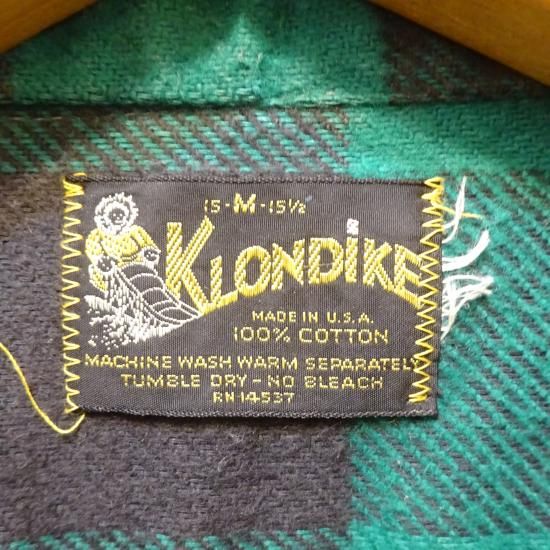 15-M-15½
KLONDiKE ®
MADE IN U.S.A.
100% COTTON
MACHINE WASH WARM SEPARATELY
TUMBLE DRY-NO BLEACH
RN-14537